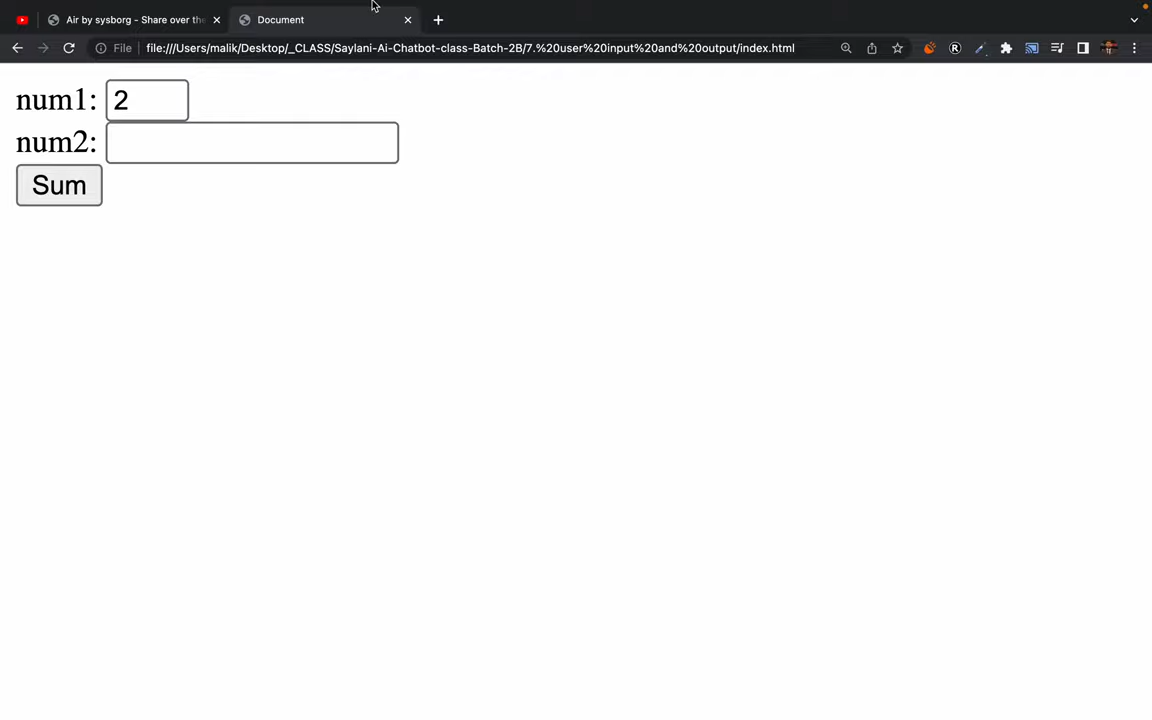 Air by sysborg - Share over the
Document
File
file:///Users/malik/Desktop/_CLASS/Saylani-Ai-Chatbot-class-Batch-2B/7.%20user%20input%20and%20output/index.html
num1: 2
num2:
Sum